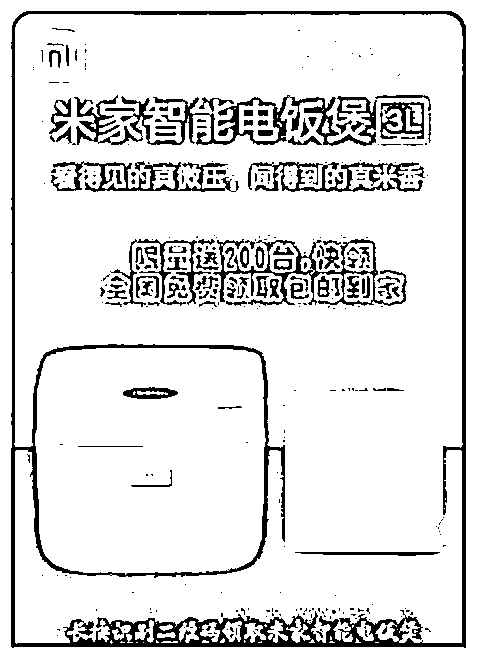 米家智能电饭煲3L
看得见的真微压，闻得到的真米香
限量送200台,快领
全国免费领取包邮到家
长按识别二维码领取米家智能电饭煲